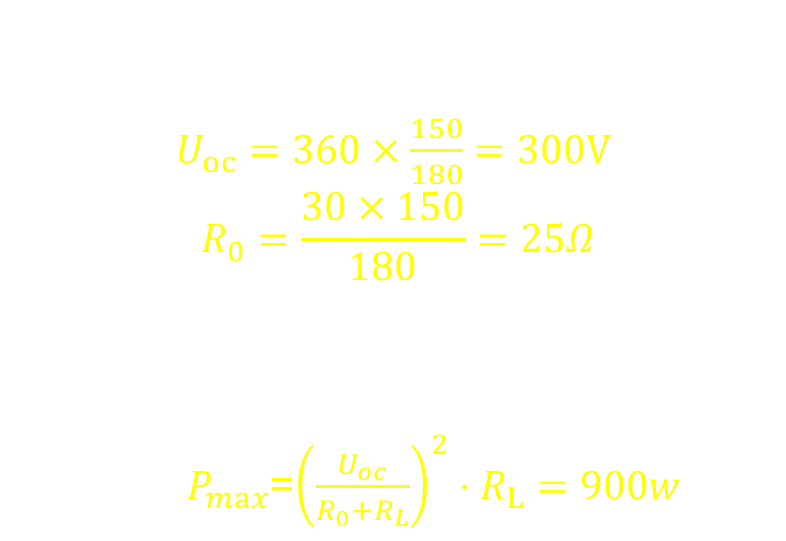 U_oc = 360 × 150/180 = 300V
R_0 = 30 × 150/180 = 25Ω
P_max=(U_oc/R_0+R_L)^2 · R_L = 900w